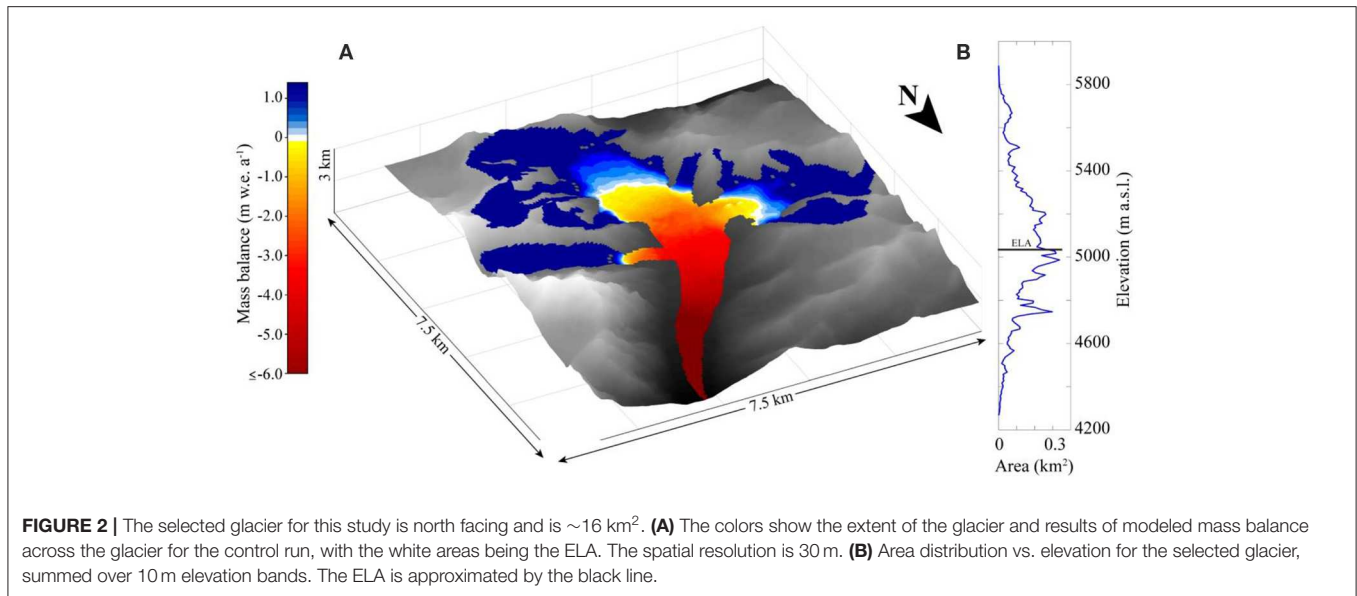 A
B
1.0
0
-1.0
-2.0
-3.0
-4.0
-5.0
≤-6.0
Mass balance (m w.e. a⁻¹)
3 km
7.5 km
7.5 km
N
5800
5400
5000
4600
4200
ELA
Elevation (m a.s.l.)
0 0.3
Area (km²)
FIGURE 2 | The selected glacier for this study is north facing and is ∼16 km². (A) The colors show the extent of the glacier and results of modeled mass balance
across the glacier for the control run, with the white areas being the ELA. The spatial resolution is 30 m. (B) Area distribution vs. elevation for the selected glacier,
summed over 10 m elevation bands. The ELA is approximated by the black line.